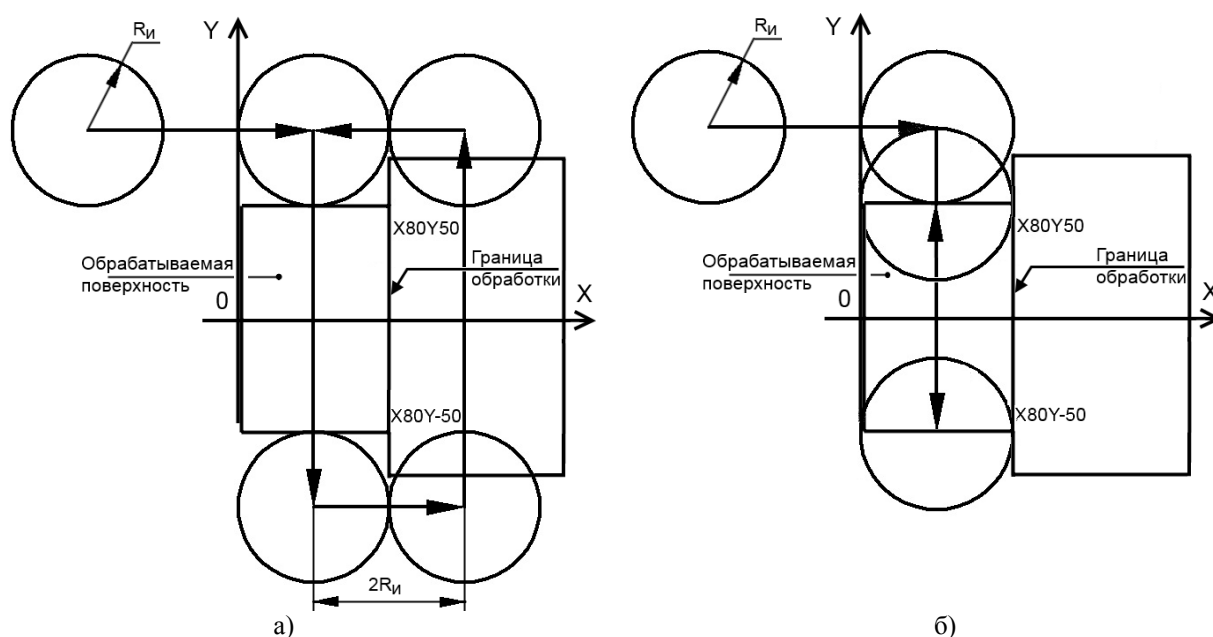 Rи
Y
X80Y50
Обрабатываемая
поверхность
Граница
обработки
0
X
X80Y-50
2Rи
а)
Rи
Y
X80Y50
Обрабатываемая
поверхность
Граница
обработки
0
X
X80Y-50
б)